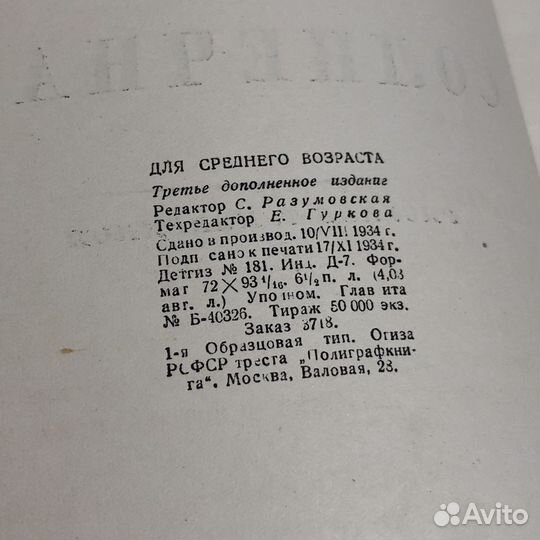 ДЛЯ СРЕДНЕГО ВОЗРАСТА
Третье дополненное издание
Редактор С. Разумовская
Техредактор Е. Гуркова
Сдано в производ. 10/VIII 1934 г.
Подп сано к печати 17/XI 1934 г.
Детгиз № 181. Инд. Д-7. Фор-
маг 72 × 93 1/16. 6 1/2 п. л. (4,03
авт. л.) Упо лном. Глав ита
№ Б-40326. Тираж 50 000 экз.
Заказ 3718.
1-я Образцовая тип. Огиза
РСФСР треста „Полиграфкни-
га“. Москва, Валовая, 28.
Avito